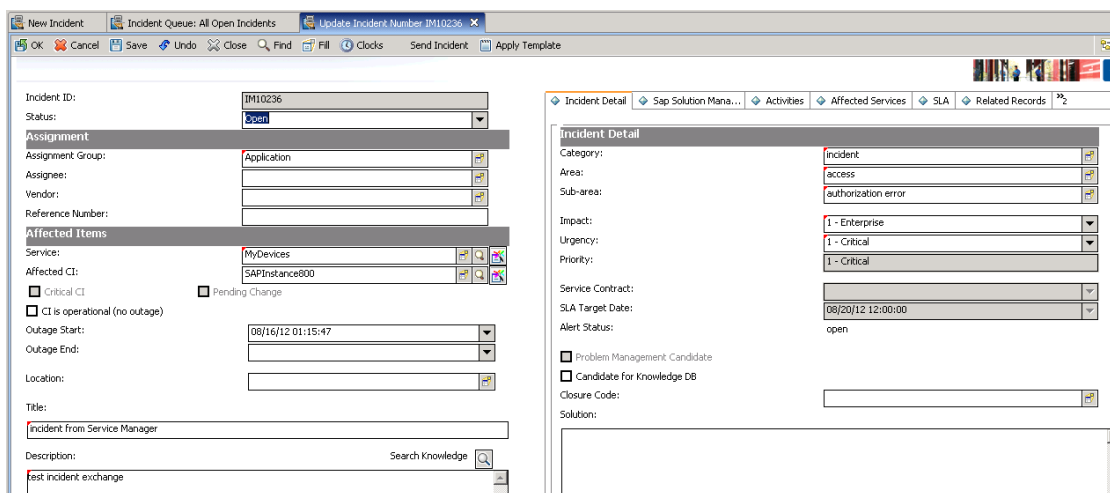 New Incident
Incident Queue: All Open Incidents
Update Incident Number IM10236
OK Cancel Save Undo Close Find Fill Clocks Send Incident Apply Template
Incident ID: IM10236
Status: Open
Assignment
Assignment Group: Application
Assignee:
Vendor:
Reference Number:
Affected Items
Service: MyDevices
Affected CI: SAPInstance800
Critical CI Pending Change
CI is operational (no outage)
Outage Start: 08/16/12 01:15:47
Outage End:
Location:
Title:
incident from Service Manager
Description: Search Knowledge
test incident exchange
Incident Detail Sap Solution Mana... Activities Affected Services SLA Related Records »2
Incident Detail
Category: incident
Area: access
Sub-area: authorization error
Impact: 1 - Enterprise
Urgency: 1 - Critical
Priority: 1 - Critical
Service Contract:
SLA Target Date: 08/20/12 12:00:00
Alert Status: open
Problem Management Candidate
Candidate for Knowledge DB
Closure Code:
Solution: